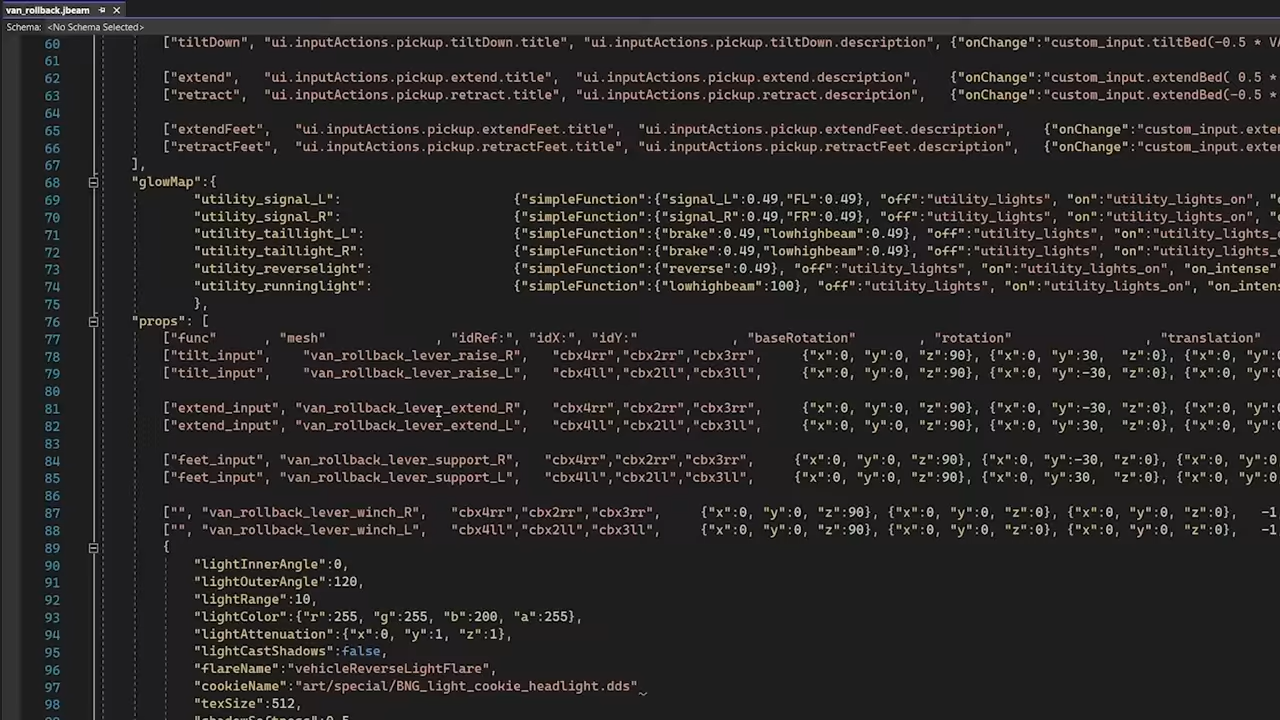 van_rollback.jbeam
Schema: <No Schema Selected>
60 ["tiltDown", "ui.inputActions.pickup.tiltDown.title", "ui.inputActions.pickup.tiltDown.description", {"onChange":"custom_input.tiltBed(-0.5 * VA
61
62 ["extend", "ui.inputActions.pickup.extend.title", "ui.inputActions.pickup.extend.description", {"onChange":"custom_input.extendBed( 0.5 *
63 ["retract", "ui.inputActions.pickup.retract.title", "ui.inputActions.pickup.retract.description", {"onChange":"custom_input.extendBed(-0.5 *
64
65 ["extendFeet", "ui.inputActions.pickup.extendFeet.title", "ui.inputActions.pickup.extendFeet.description", {"onChange":"custom_input.exte
66 ["retractFeet", "ui.inputActions.pickup.retractFeet.title", "ui.inputActions.pickup.retractFeet.description", {"onChange":"custom_input.exte
67 ],
68 "glowMap":{
69 "utility_signal_L": {"simpleFunction":{"signal_L":0.49,"FL":0.49}, "off":"utility_lights", "on":"utility_lights_on", "o
70 "utility_signal_R": {"simpleFunction":{"signal_R":0.49,"FR":0.49}, "off":"utility_lights", "on":"utility_lights_on", "o
71 "utility_taillight_L": {"simpleFunction":{"brake":0.49,"lowhighbeam":0.49}, "off":"utility_lights", "on":"utility_lights
72 "utility_taillight_R": {"simpleFunction":{"brake":0.49,"lowhighbeam":0.49}, "off":"utility_lights", "on":"utility_lights
73 "utility_reverselight": {"simpleFunction":{"reverse":0.49}, "off":"utility_lights", "on":"utility_lights_on", "on_intense"
74 "utility_runninglight": {"simpleFunction":{"lowhighbeam":100}, "off":"utility_lights", "on":"utility_lights_on", "on_intens
75 },
76 "props": [
77 ["func" , "mesh" , "idRef:", "idX:", "idY:" , "baseRotation" , "rotation" , "translation"
78 ["tilt_input", "van_rollback_lever_raise_R", "cbx4rr","cbx2rr","cbx3rr", {"x":0, "y":0, "z":90}, {"x":0, "y":30, "z":0}, {"x":0, "y":0
79 ["tilt_input", "van_rollback_lever_raise_L", "cbx4ll","cbx2ll","cbx3ll", {"x":0, "y":0, "z":90}, {"x":0, "y":-30, "z":0}, {"x":0, "y":
80
81 ["extend_input", "van_rollback_lever_extend_R", "cbx4rr","cbx2rr","cbx3rr", {"x":0, "y":0, "z":90}, {"x":0, "y":-30, "z":0}, {"x":0, "y":
82 ["extend_input", "van_rollback_lever_extend_L", "cbx4ll","cbx2ll","cbx3ll", {"x":0, "y":0, "z":90}, {"x":0, "y":30, "z":0}, {"x":0, "y":0
83
84 ["feet_input", "van_rollback_lever_support_R", "cbx4rr","cbx2rr","cbx3rr", {"x":0, "y":0, "z":90}, {"x":0, "y":-30, "z":0}, {"x":0, "y":0
85 ["feet_input", "van_rollback_lever_support_L", "cbx4ll","cbx2ll","cbx3ll", {"x":0, "y":0, "z":90}, {"x":0, "y":30, "z":0}, {"x":0, "y":0,
86
87 ["", "van_rollback_lever_winch_R", "cbx4rr","cbx2rr","cbx3rr", {"x":0, "y":0, "z":90}, {"x":0, "y":0, "z":0}, {"x":0, "y":0, "z":0}, -1
88 ["", "van_rollback_lever_winch_L", "cbx4ll","cbx2ll","cbx3ll", {"x":0, "y":0, "z":90}, {"x":0, "y":0, "z":0}, {"x":0, "y":0, "z":0}, -1
89 {
90 "lightInnerAngle":0,
91 "lightOuterAngle":120,
92 "lightRange":10,
93 "lightColor":{"r":255, "g":255, "b":200, "a":255},
94 "lightAttenuation":{"x":0, "y":1, "z":1},
95 "lightCastShadows":false,
96 "flareName":"vehicleReverseLightFlare",
97 "cookieName":"art/special/BNG_light_cookie_headlight.dds"
98 "texSize":512,
"shadowSoftness":0.5